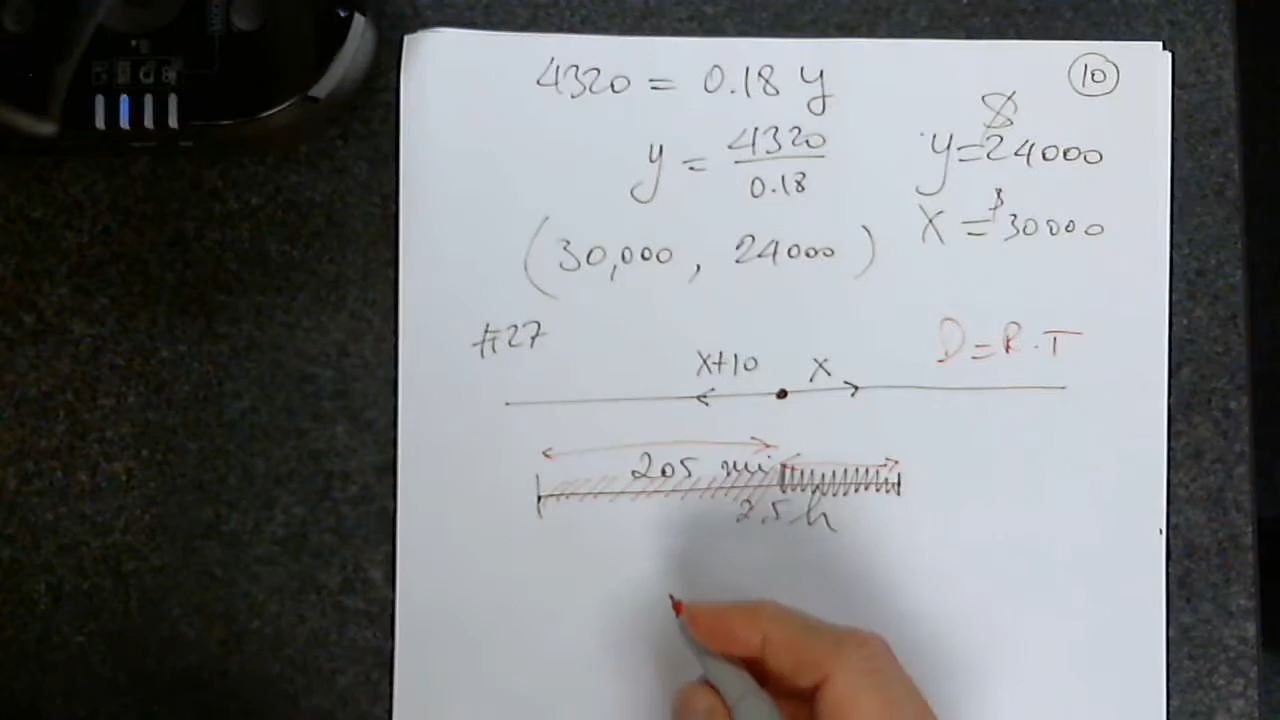 10
4320 = 0.18 y
y = 4320 / 0.18
$
y = 24000
x = $30000
(30,000, 24000)
#27
D = R · T
x+10 x
205 mi
2.5 h